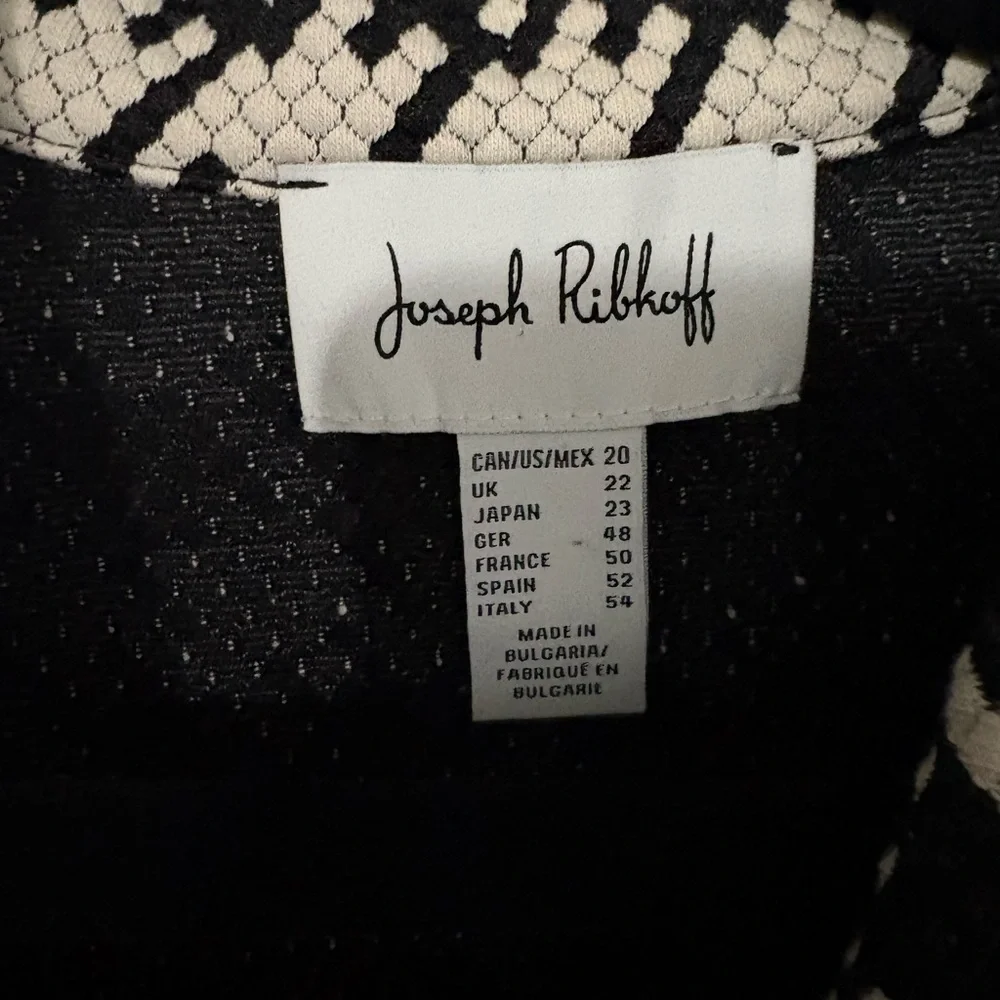 Joseph Ribkoff
CAN/US/MEX 20
UK 22
JAPAN 23
GER 48
FRANCE 50
SPAIN 52
ITALY 54
MADE IN
BULGARIA/
FABRIQUÉ EN
BULGARIE